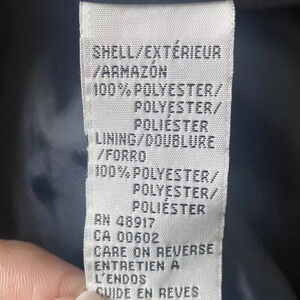 SHELL/EXTÉRIEUR
/ARMAZÓN
100% POLYESTER/
POLYESTER/
POLIÉSTER
LINING/DOUBLURE
/FORRO
100% POLYESTER/
POLYESTER/
POLIÉSTER
RN 48917
CA 00602
CARE ON REVERSE
ENTRETIEN À
L'ENDOS
GUIDE EN REVES